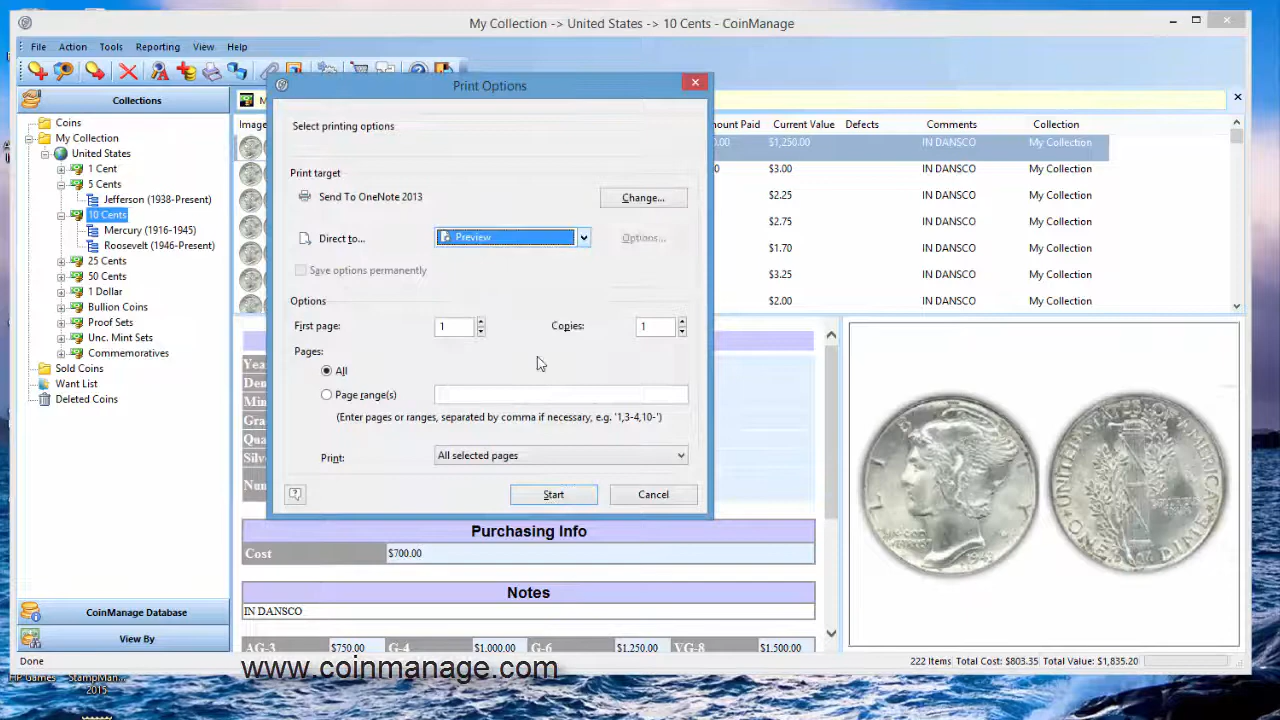 My Collection -> United States -> 10 Cents - CoinManage
File Action Tools Reporting View Help
Print Options
Select printing options
Print target
Send To OneNote 2013
Change...
Direct to...
Preview
Options...
Save options permanently
Options
First page:
1
Copies:
1
Pages:
All
Page range(s)
(Enter pages or ranges, separated by comma if necessary, e.g. '1,3-4,10-')
Print:
All selected pages
Start
Cancel
Collections
Coins
My Collection
United States
1 Cent
5 Cents
Jefferson (1938-Present)
10 Cents
Mercury (1916-1945)
Roosevelt (1946-Present)
25 Cents
50 Cents
1 Dollar
Bullion Coins
Proof Sets
Unc. Mint Sets
Commemoratives
Sold Coins
Want List
Deleted Coins
CoinManage Database
View By
Done
Current Value Defects Comments Collection
$1,250.00 IN DANSCO My Collection
$3.00 IN DANSCO My Collection
$2.25 IN DANSCO My Collection
$2.75 IN DANSCO My Collection
$1.70 IN DANSCO My Collection
$3.25 IN DANSCO My Collection
$2.00 IN DANSCO My Collection
Purchasing Info
Cost $700.00
Notes
IN DANSCO
AG-3 $750.00 G-4 $1,000.00 G-6 $1,250.00 VG-8 $1,500.00
222 Items Total Cost: $803.35 Total Value: $1,835.20
www.coinmanage.com
HP Games
StampMan...
2015